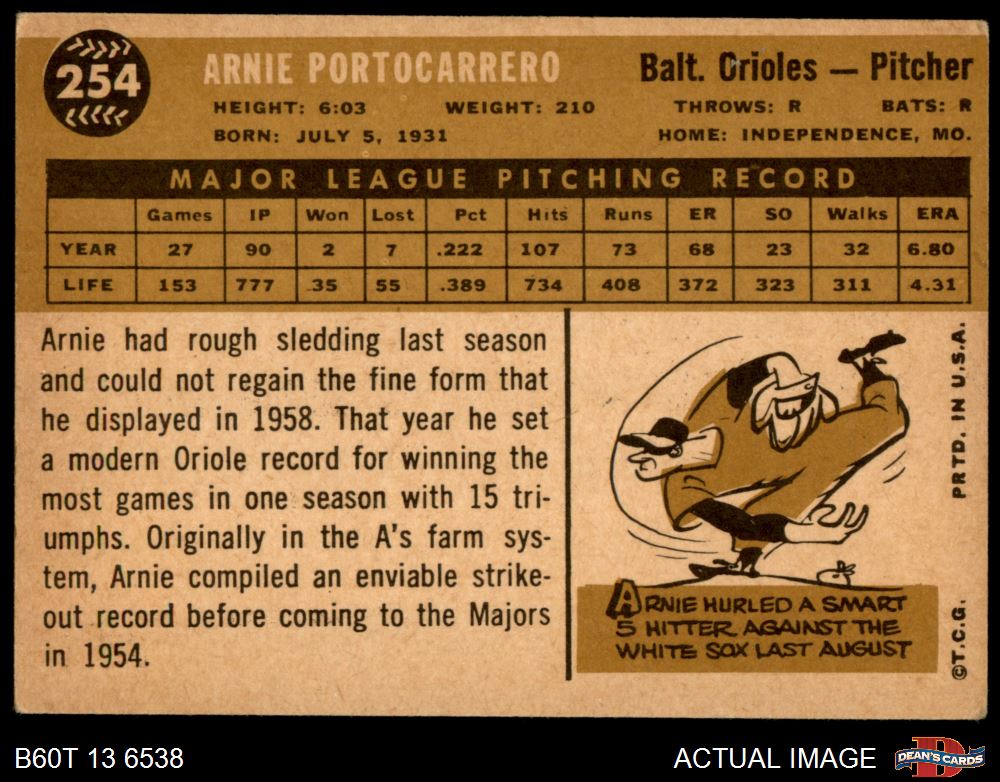 254
ARNIE PORTOCARRERO
Balt. Orioles — Pitcher
HEIGHT: 6:03 WEIGHT: 210 THROWS: R BATS: R
BORN: JULY 5, 1931 HOME: INDEPENDENCE, MO.
MAJOR LEAGUE PITCHING RECORD
Games IP Won Lost Pct Hits Runs ER SO Walks ERA
YEAR 27 90 2 7 .222 107 73 68 23 32 6.80
LIFE 153 777 35 55 .389 734 408 372 323 311 4.31
Arnie had rough sledding last season
and could not regain the fine form that
he displayed in 1958. That year he set
a modern Oriole record for winning the
most games in one season with 15 tri-
umphs. Originally in the A's farm sys-
tem, Arnie compiled an enviable strike-
out record before coming to the Majors
in 1954.
ARNIE HURLED A SMART
5 HITTER AGAINST THE
WHITE SOX LAST AUGUST
©T.C.G. PRTD. IN U.S.A.
B60T 13 6538
ACTUAL IMAGE
D
DEAN'S CARDS